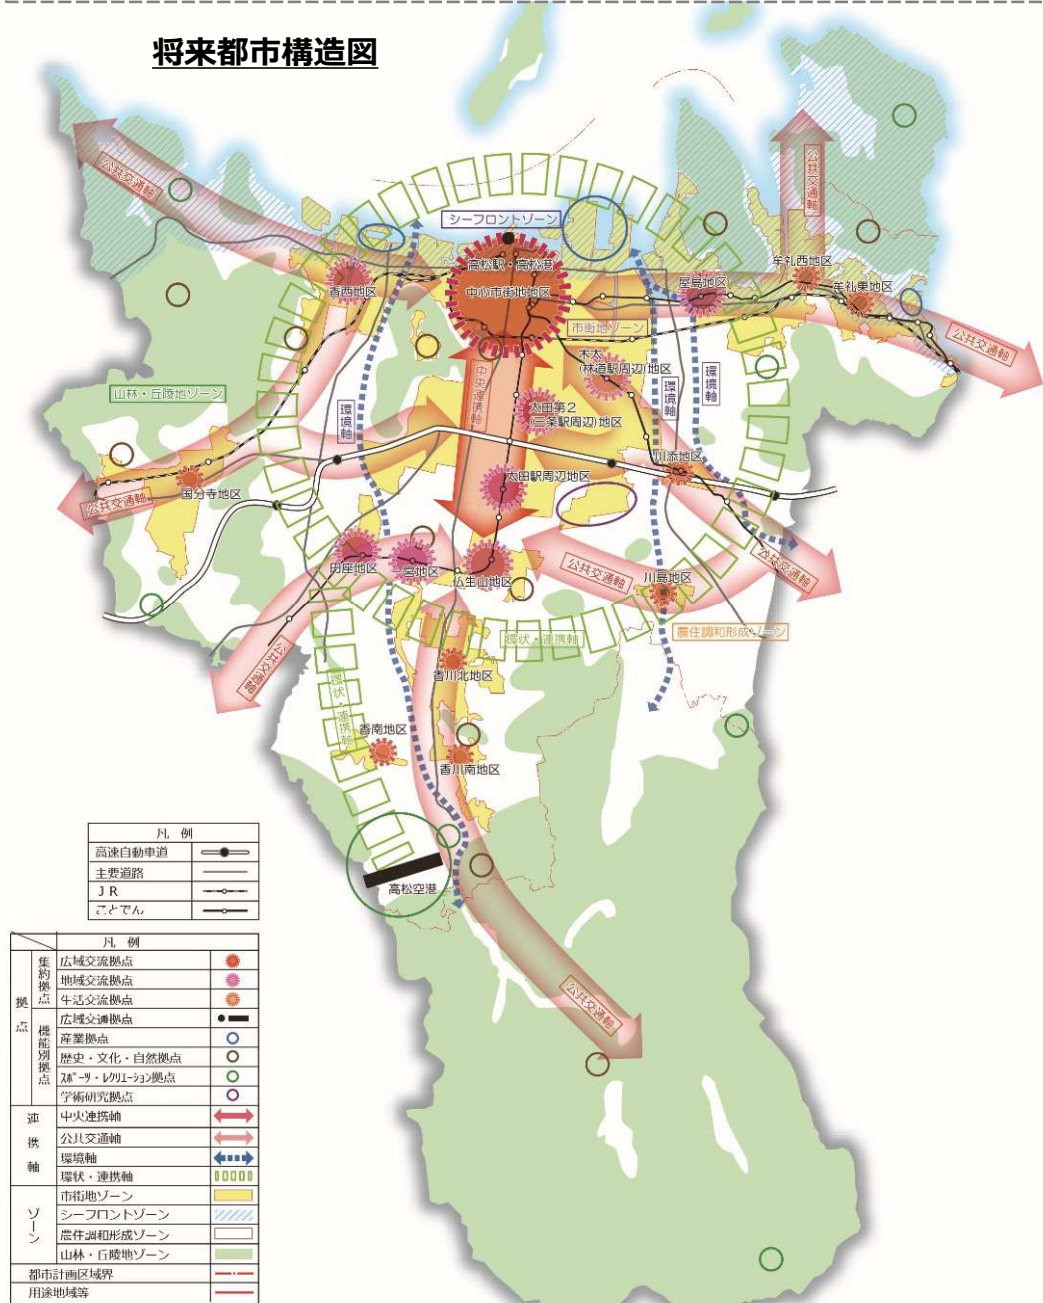 将来都市構造図
公共交通軸
公共交通軸
シーフロントゾーン
高松駅・高松港
中心市街地地区
香西地区
屋島地区
牟礼西地区
牟礼東地区
公共交通軸
市街地ゾーン
木太
(林道駅周辺)地区
中央連携軸
環境軸
環境軸
環境軸
山林・丘陵地ゾーン
太田第2
(三条駅周辺)地区
川添地区
太田駅周辺地区
国分寺地区
公共交通軸
円座地区
一宮地区
仏生山地区
公共交通軸
川島地区
公共交通軸
農住調和形成ゾーン
環状・連携軸
公共交通軸
香川北地区
環状・連携軸
香南地区
香川南地区
高松空港
公共交通軸
凡 例
高速自動車道
主要道路
JR
ことでん
凡 例
拠点
集約拠点
広域交流拠点
地域交流拠点
生活交流拠点
機能別拠点
広域交通拠点
産業拠点
歴史・文化・自然拠点
スポーツ・レクリエーション拠点
学術研究拠点
連携軸
中央連携軸
公共交通軸
環境軸
環状・連携軸
ゾーン
市街地ゾーン
シーフロントゾーン
農住調和形成ゾーン
山林・丘陵地ゾーン
都市計画区域界
用途地域等